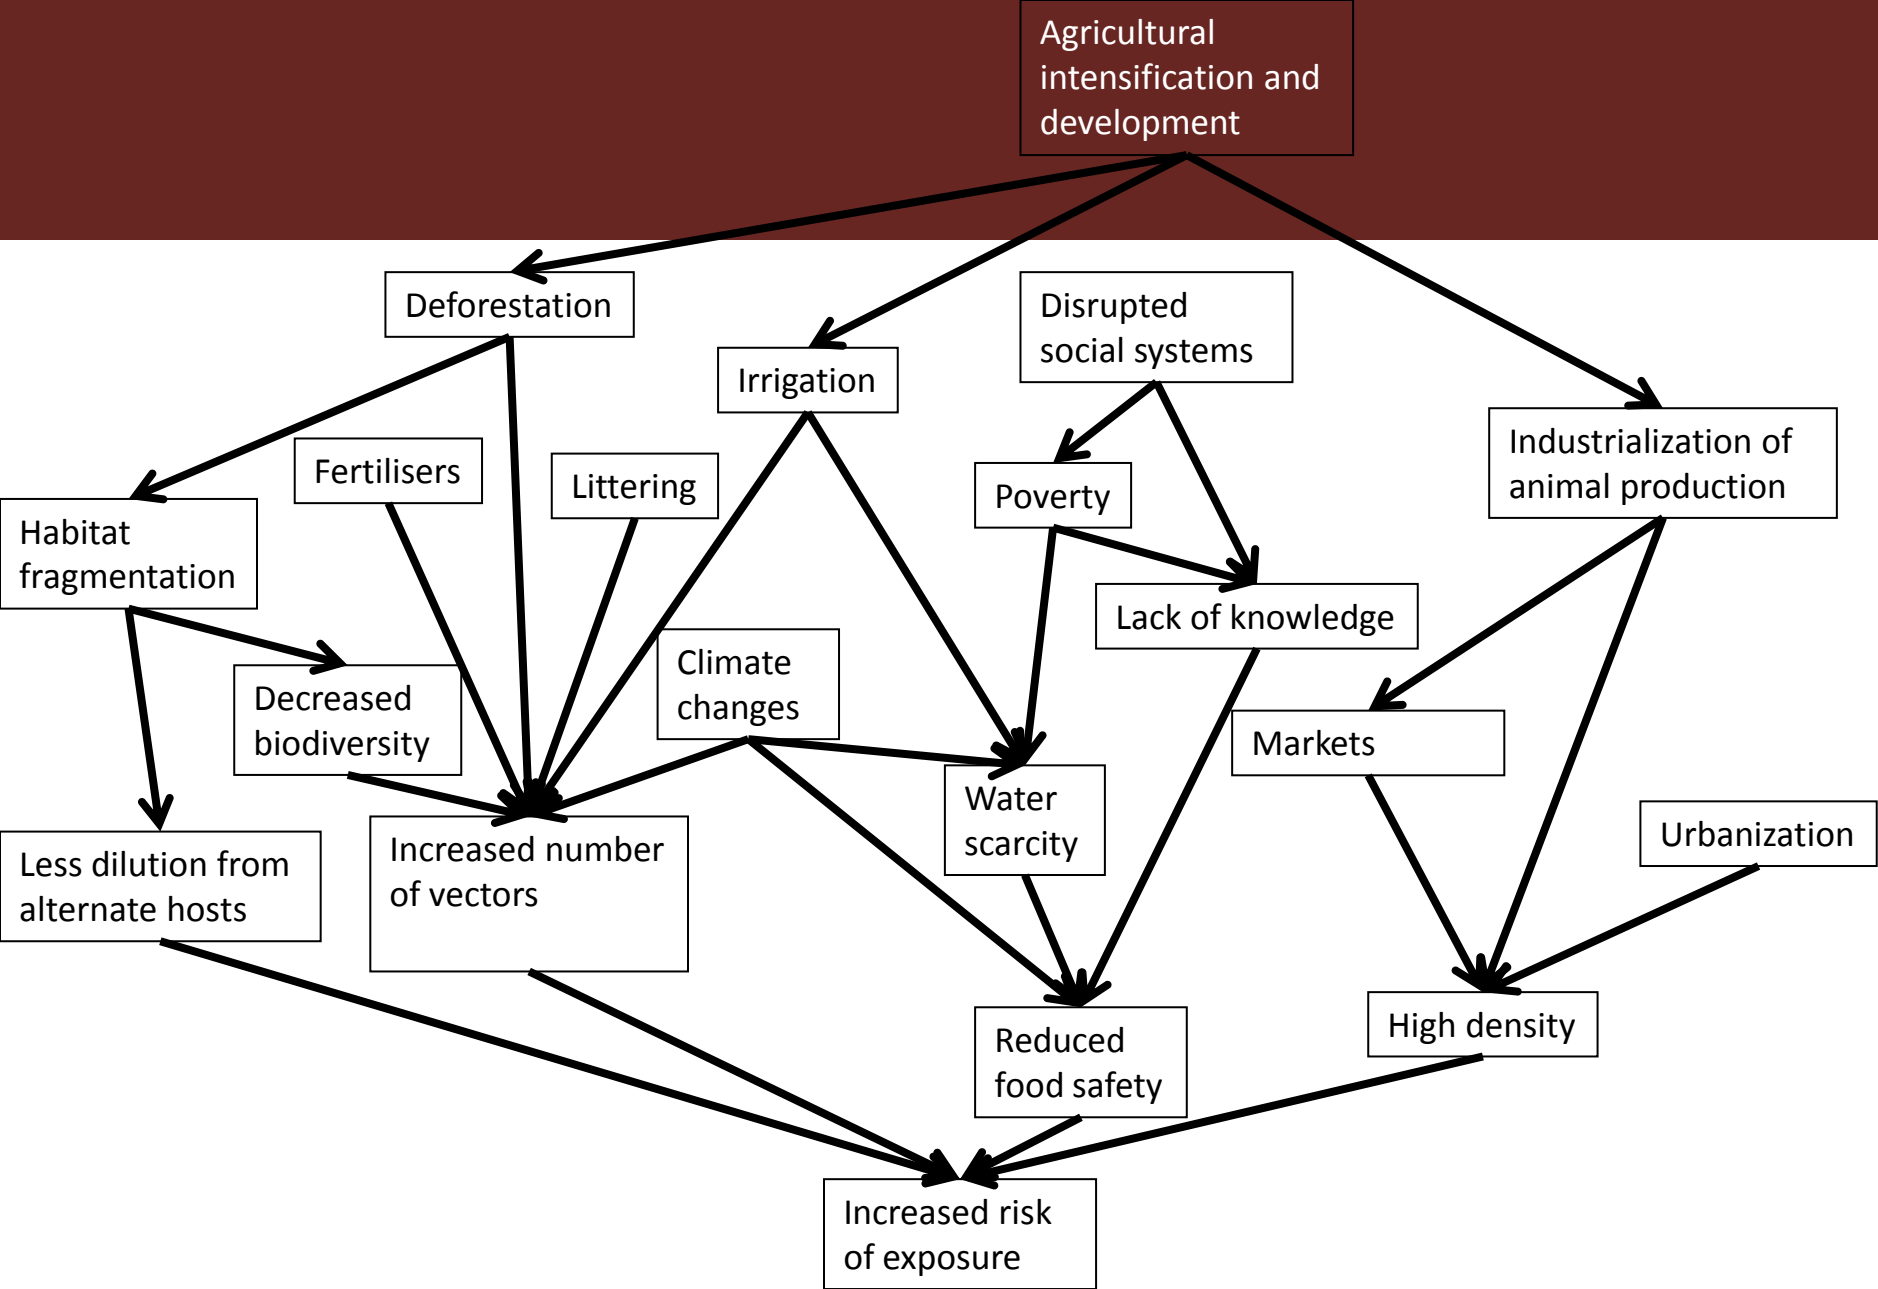 Agricultural
intensification and
development
Deforestation
Disrupted
social systems
Irrigation
Industrialization of
animal production
Fertilisers
Littering
Poverty
Habitat
fragmentation
Lack of knowledge
Climate
changes
Decreased
biodiversity
Markets
Water
scarcity
Urbanization
Less dilution from
alternate hosts
Increased number
of vectors
High density
Reduced
food safety
Increased risk
of exposure